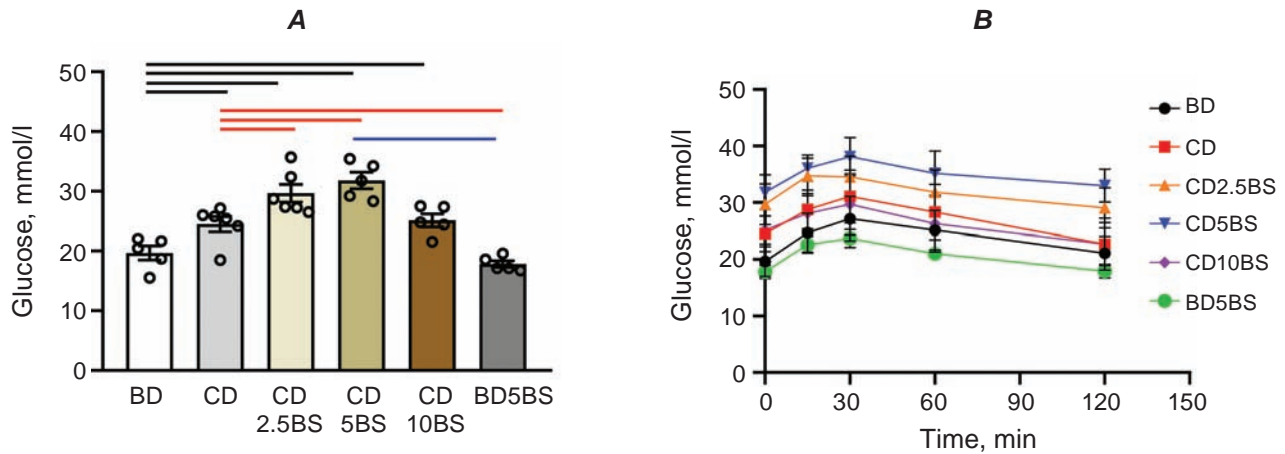 A
Glucose, mmol/l
50
40
30
20
10
0
BD
CD
CD
2.5BS
CD
5BS
CD
10BS
BD5BS
B
Glucose, mmol/l
50
40
30
20
10
0
0
30
60
90
120
150
Time, min
BD
CD
CD2.5BS
CD5BS
CD10BS
BD5BS